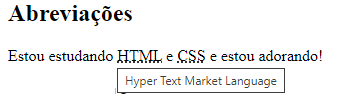 Abreviações
Estou estudando HTML e CSS e estou adorando!
Hyper Text Market Language